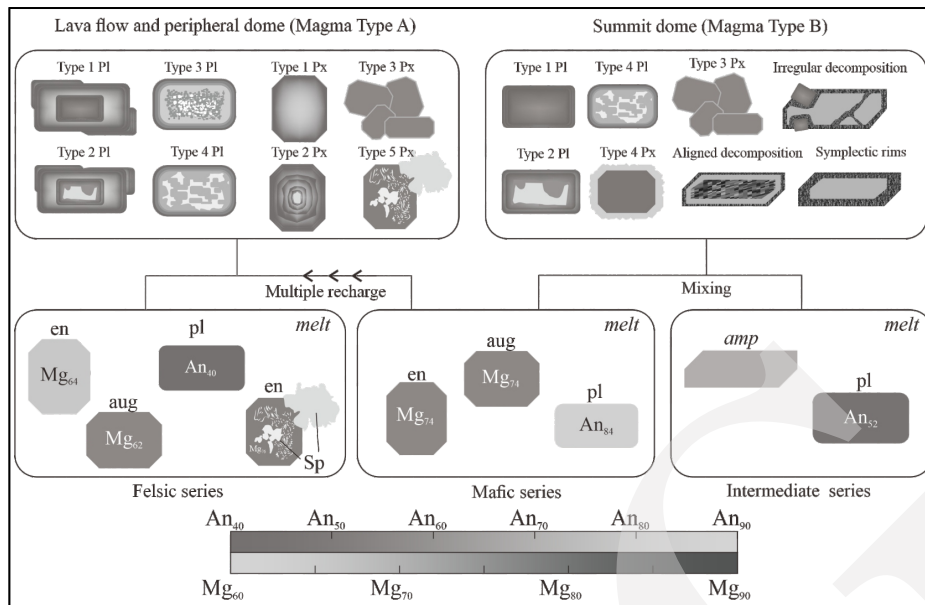 Lava flow and peripheral dome (Magma Type A)
Summit dome (Magma Type B)
Type 1 Pl
Type 3 Pl
Type 1 Px
Type 3 Px
Type 2 Pl
Type 4 Pl
Type 2 Px
Type 5 Px
Type 1 Pl
Type 4 Pl
Type 3 Px
Irregular decomposition
Type 2 Pl
Type 4 Px
Aligned decomposition
Symplectic rims
Multiple recharge
Mixing
melt
en
Mg64
pl
An40
aug
Mg62
en
Sp
melt
en
Mg74
aug
Mg74
pl
An84
melt
amp
pl
An52
Felsic series
Mafic series
Intermediate series
An40 An50 An60 An70 An80 An90
Mg60 Mg70 Mg80 Mg90